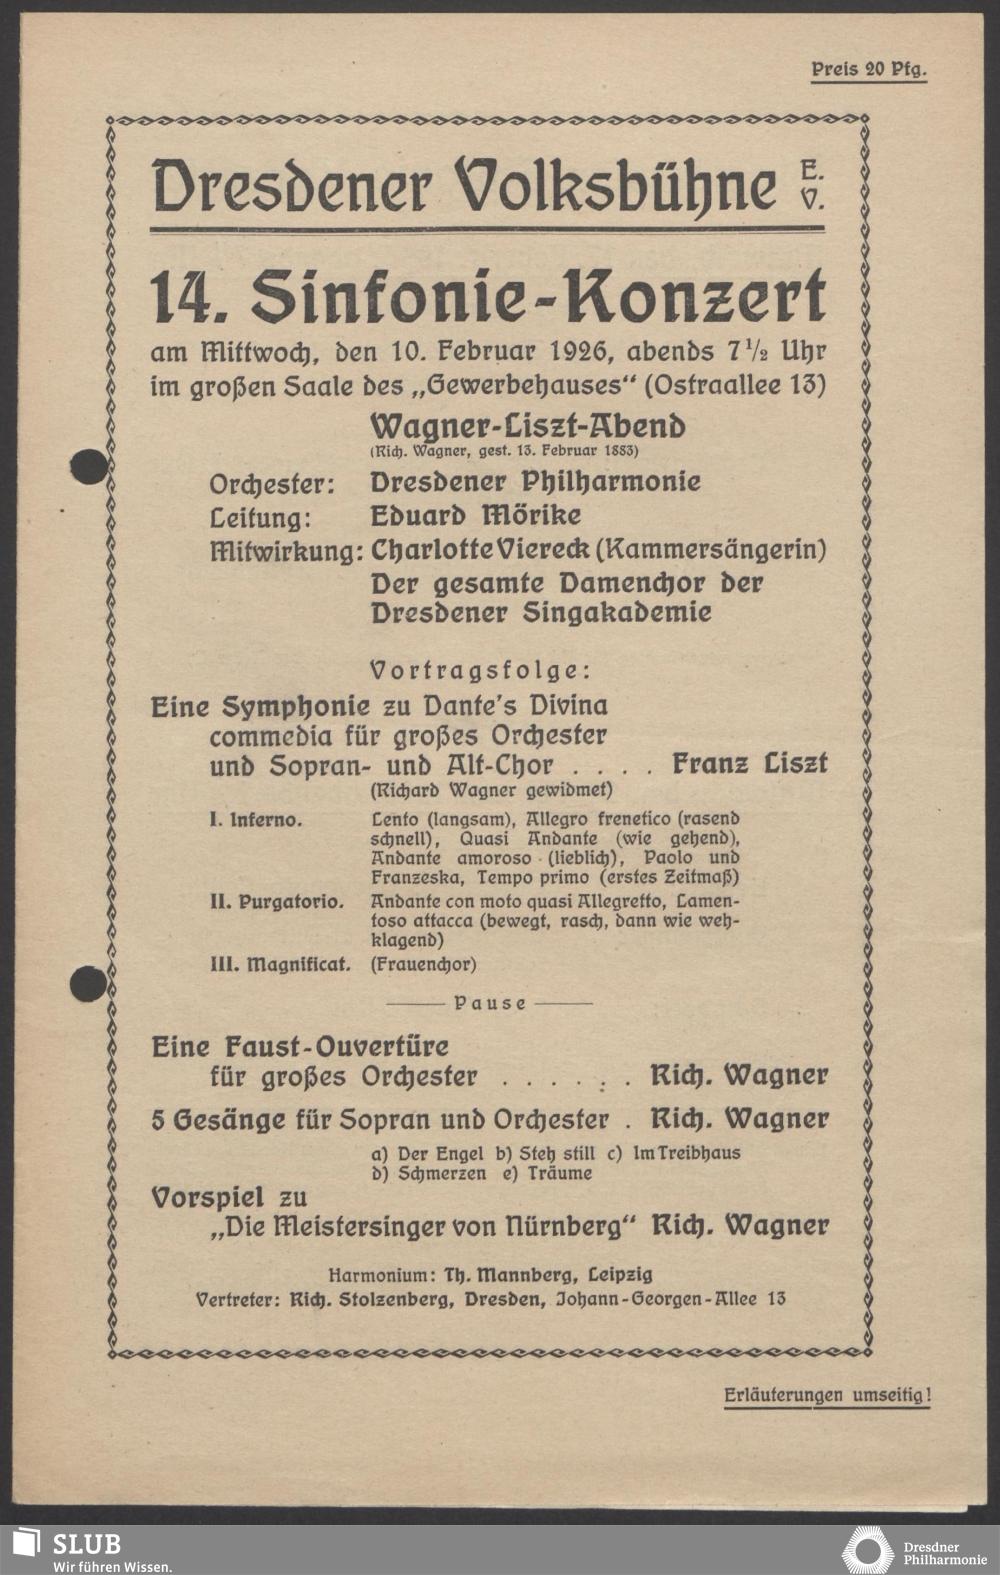 Preis 20 Pfg.
Dresdener Volksbühne E. V.
14. Sinfonie-Konzert
am Mittwoch, den 10. Februar 1926, abends 7½ Uhr
im großen Saale des „Gewerbehauses“ (Ostraallee 13)
Wagner-Liszt-Abend
(Rich. Wagner, gest. 13. Februar 1883)
Orchester: Dresdener Philharmonie
Leitung: Eduard Mörike
Mitwirkung: Charlotte Viereck (Kammersängerin)
Der gesamte Damenchor der
Dresdener Singakademie
Vortragsfolge:
Eine Symphonie zu Dante's Divina
commedia für großes Orchester
und Sopran- und Alt-Chor . . . . Franz Liszt
(Richard Wagner gewidmet)
I. Inferno. Lento (langsam), Allegro frenetico (rasend
schnell), Quasi Andante (wie gehend),
Andante amoroso (lieblich), Paolo und
Franzeska, Tempo primo (erstes Zeitmaß)
II. Purgatorio. Andante con moto quasi Allegretto, Lamen-
toso attacca (bewegt, rasch, dann wie weh-
klagend)
III. Magnificat. (Frauenchor)
Pause
Eine Faust-Ouvertüre
für großes Orchester . . . . . . Rich. Wagner
5 Gesänge für Sopran und Orchester . Rich. Wagner
a) Der Engel b) Steh still c) Im Treibhaus
d) Schmerzen e) Träume
Vorspiel zu
„Die Meistersinger von Nürnberg“ Rich. Wagner
Harmonium: Th. Mannberg, Leipzig
Vertreter: Rich. Stolzenberg, Dresden, Johann-Georgen-Allee 13
Erläuterungen umseitig!
SLUB
Wir führen Wissen.
Dresdner
Philharmonie